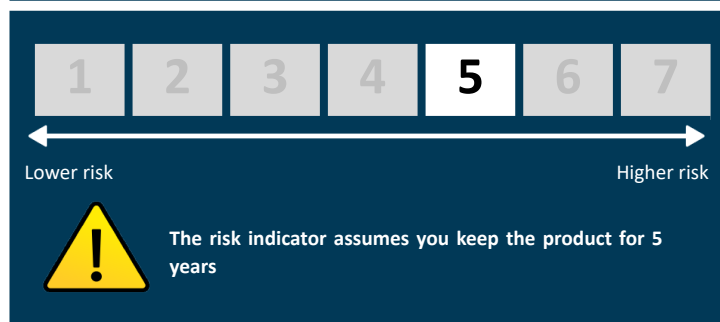 1 2 3 4 5 6 7
Lower risk Higher risk
The risk indicator assumes you keep the product for 5
years